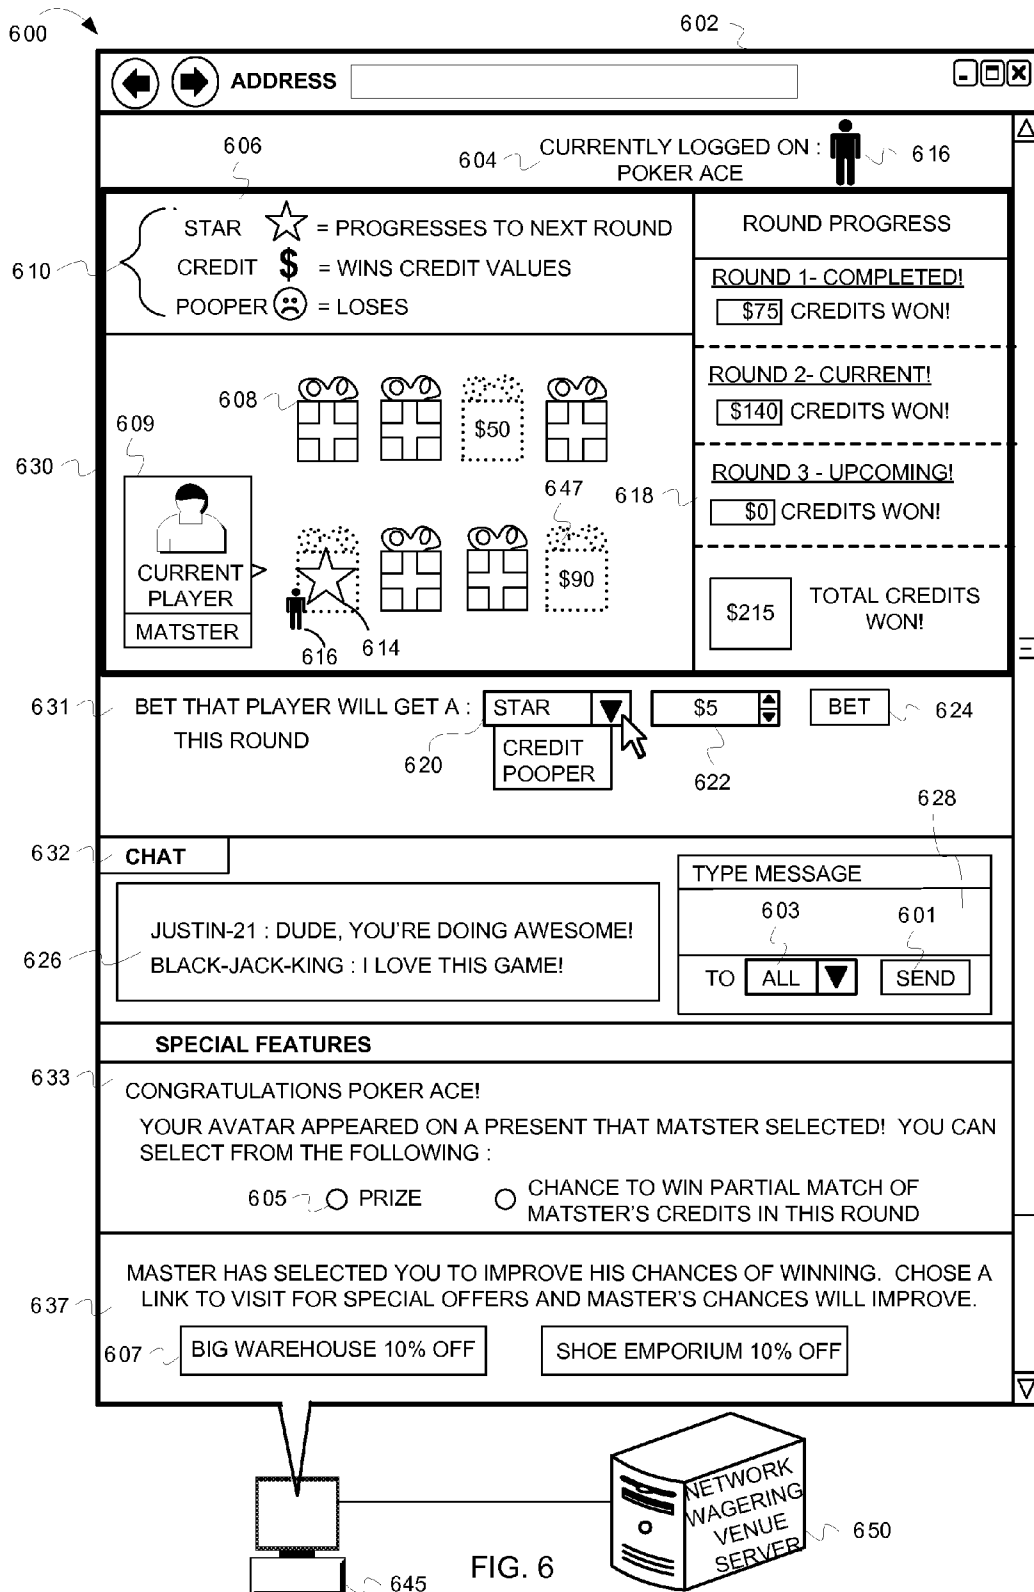 600
602
ADDRESS
606
604
CURRENTLY LOGGED ON :
POKER ACE
616
610
STAR = PROGRESSES TO NEXT ROUND
CREDIT $ = WINS CREDIT VALUES
POOPER = LOSES
ROUND PROGRESS
ROUND 1- COMPLETED!
$75 CREDITS WON!
ROUND 2- CURRENT!
$140 CREDITS WON!
618
ROUND 3 - UPCOMING!
$0 CREDITS WON!
$215
TOTAL CREDITS
WON!
608
$50
609
630
647
CURRENT
PLAYER
MATSTER
$90
616
614
631
BET THAT PLAYER WILL GET A :
THIS ROUND
STAR
$5
BET
624
620
CREDIT
POOPER
622
628
632
CHAT
TYPE MESSAGE
603
601
626
JUSTIN-21 : DUDE, YOU'RE DOING AWESOME!
BLACK-JACK-KING : I LOVE THIS GAME!
TO ALL SEND
SPECIAL FEATURES
633
CONGRATULATIONS POKER ACE!
YOUR AVATAR APPEARED ON A PRESENT THAT MATSTER SELECTED! YOU CAN
SELECT FROM THE FOLLOWING :
605
PRIZE
CHANCE TO WIN PARTIAL MATCH OF
MATSTER'S CREDITS IN THIS ROUND
637
MASTER HAS SELECTED YOU TO IMPROVE HIS CHANCES OF WINNING. CHOSE A
LINK TO VISIT FOR SPECIAL OFFERS AND MASTER'S CHANCES WILL IMPROVE.
607
BIG WAREHOUSE 10% OFF
SHOE EMPORIUM 10% OFF
NETWORK
WAGERING
VENUE
SERVER
650
645
FIG. 6